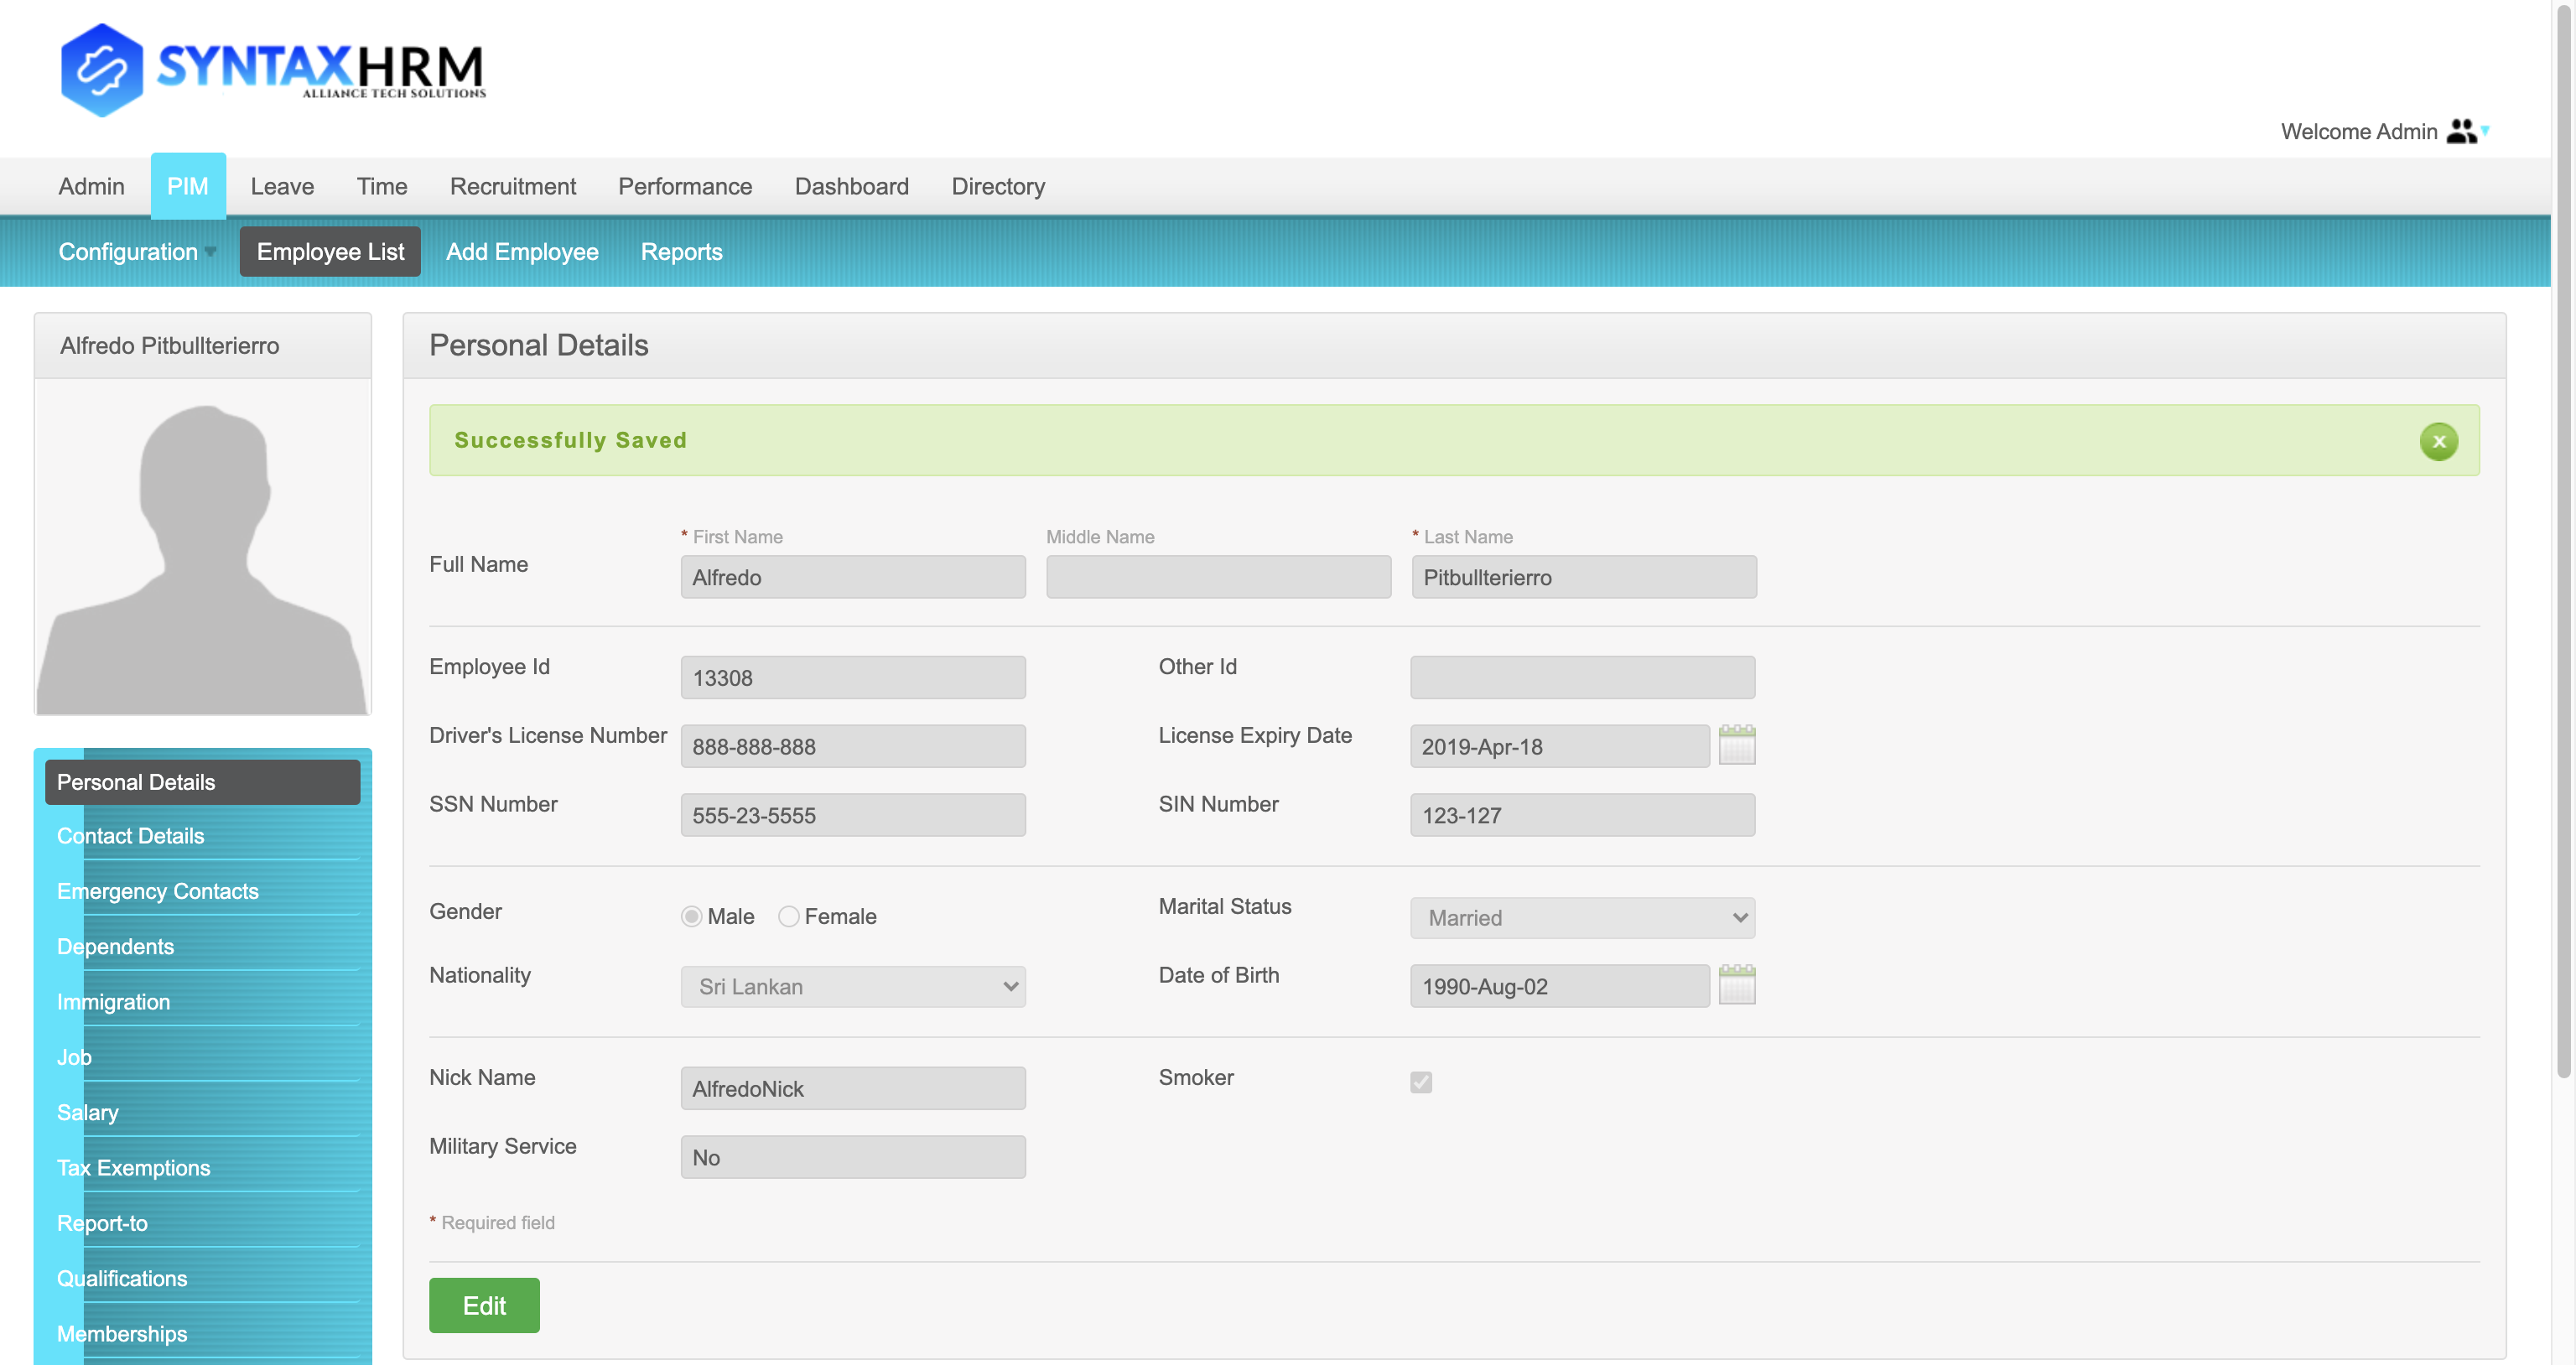 SYNTAXHRM
ALLIANCE TECH SOLUTIONS
Welcome Admin
Admin PIM Leave Time Recruitment Performance Dashboard Directory
Configuration Employee List Add Employee Reports
Alfredo Pitbullterierro
Personal Details
Contact Details
Emergency Contacts
Dependents
Immigration
Job
Salary
Tax Exemptions
Report-to
Qualifications
Memberships
Personal Details
Successfully Saved
x
* First Name Middle Name * Last Name
Full Name Alfredo Pitbullterierro
Employee Id 13308 Other Id
Driver's License Number 888-888-888 License Expiry Date 2019-Apr-18
SSN Number 555-23-5555 SIN Number 123-127
Gender Male Female Marital Status Married
Nationality Sri Lankan Date of Birth 1990-Aug-02
Nick Name AlfredoNick Smoker
Military Service No
* Required field
Edit